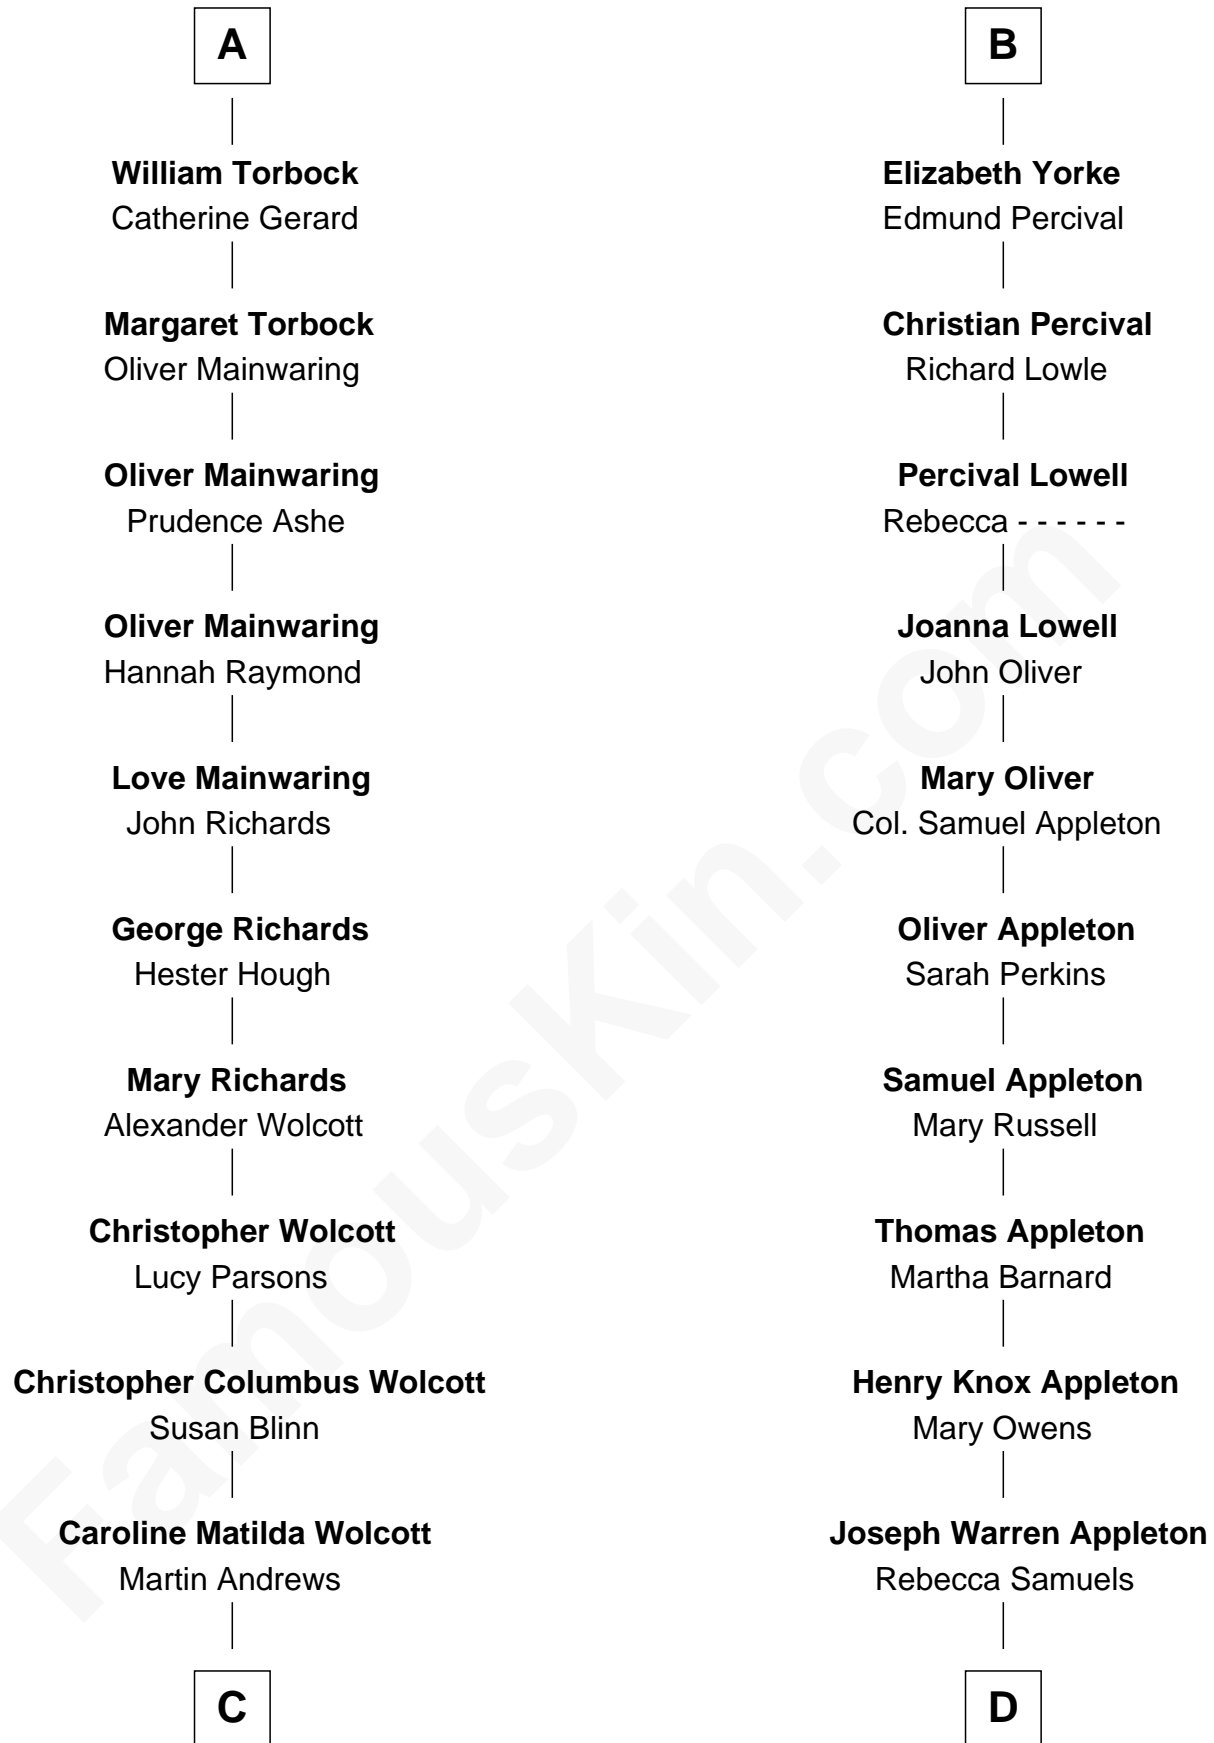 A
William Torbock
Catherine Gerard
Margaret Torbock
Oliver Mainwaring
Oliver Mainwaring
Prudence Ashe
Oliver Mainwaring
Hannah Raymond
Love Mainwaring
John Richards
George Richards
Hester Hough
Mary Richards
Alexander Wolcott
Christopher Wolcott
Lucy Parsons
Christopher Columbus Wolcott
Susan Blinn
Caroline Matilda Wolcott
Martin Andrews
C
B
Elizabeth Yorke
Edmund Percival
Christian Percival
Richard Lowle
Percival Lowell
Rebecca - - - - - -
Joanna Lowell
John Oliver
Mary Oliver
Col. Samuel Appleton
Oliver Appleton
Sarah Perkins
Samuel Appleton
Mary Russell
Thomas Appleton
Martha Barnard
Henry Knox Appleton
Mary Owens
Joseph Warren Appleton
Rebecca Samuels
D
FamousKin.com